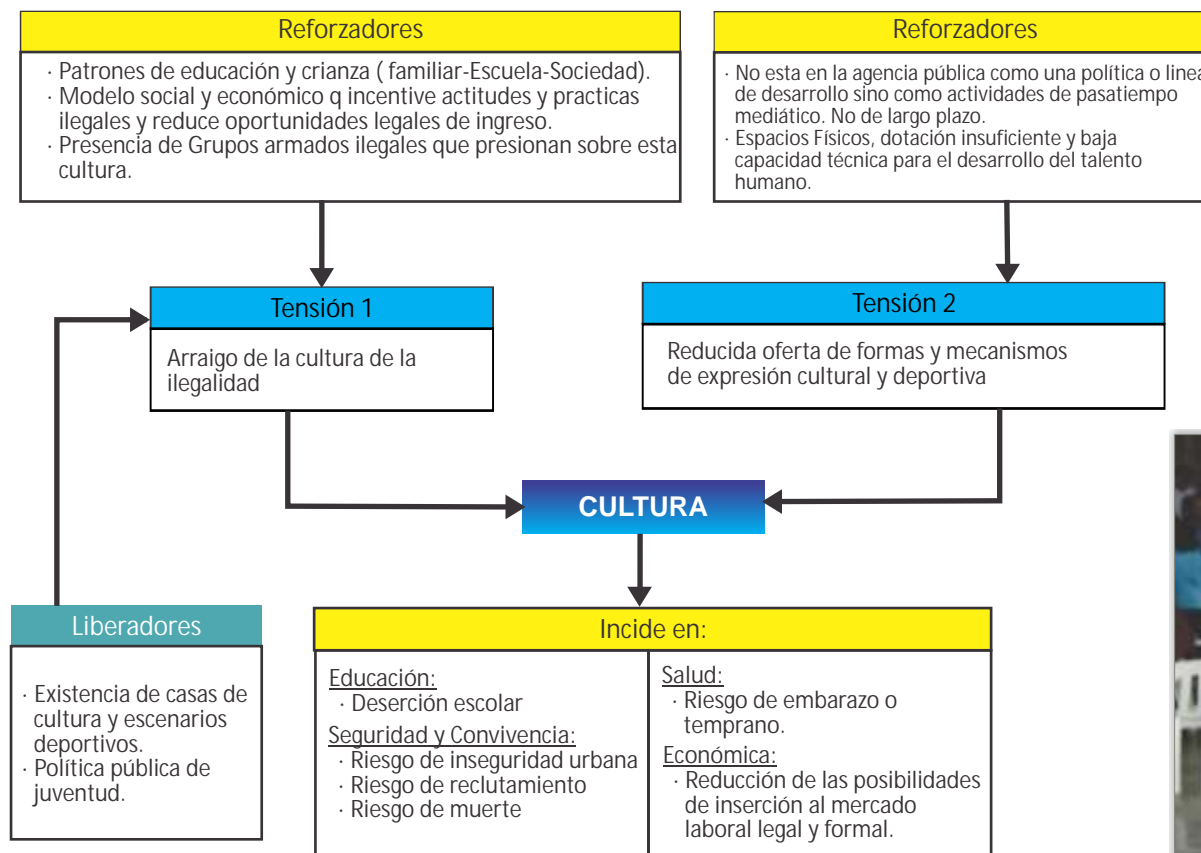 Reforzadores
· Patrones de educación y crianza ( familiar-Escuela-Sociedad).
· Modelo social y económico q incentive actitudes y practicas
ilegales y reduce oportunidades legales de ingreso.
· Presencia de Grupos armados ilegales que presionan sobre esta
cultura.
Reforzadores
· No esta en la agencia pública como una política o linea
de desarrollo sino como actividades de pasatiempo
mediático. No de largo plazo.
· Espacios Físicos, dotación insuficiente y baja
capacidad técnica para el desarrollo del talento
humano.
Tensión 1
Arraigo de la cultura de la
ilegalidad
Tensión 2
Reducida oferta de formas y mecanismos
de expresión cultural y deportiva
CULTURA
Liberadores
· Existencia de casas de
cultura y escenarios
deportivos.
· Política pública de
juventud.
Incide en:
Educación:
· Deserción escolar
Seguridad y Convivencia:
· Riesgo de inseguridad urbana
· Riesgo de reclutamiento
· Riesgo de muerte
Salud:
· Riesgo de embarazo o
temprano.
Económica:
· Reducción de las posibilidades
de inserción al mercado
laboral legal y formal.